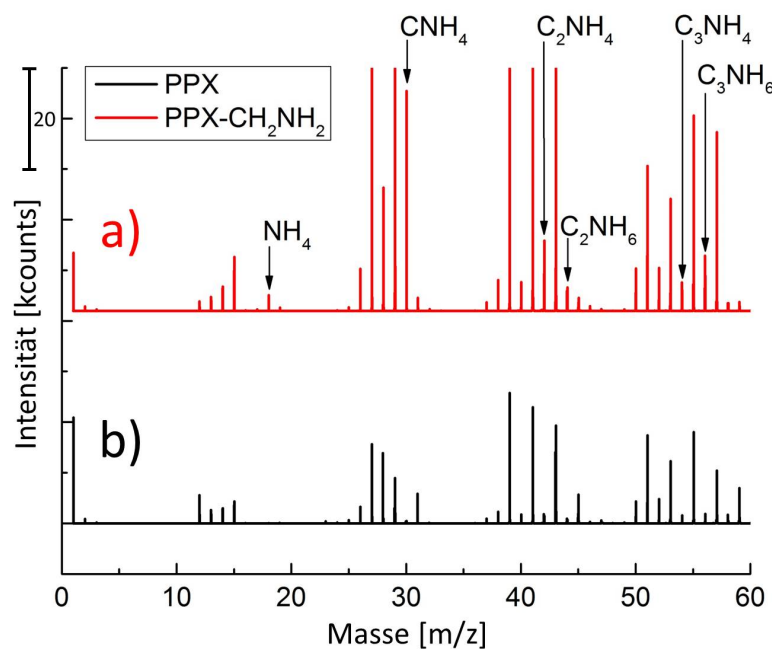 CNH₄
C₂NH₄
C₃NH₄
C₃NH₆
PPX
PPX-CH₂NH₂
20
a)
NH₄
C₂NH₆
b)
Intensität [kcounts]
0 10 20 30 40 50 60
Masse [m/z]